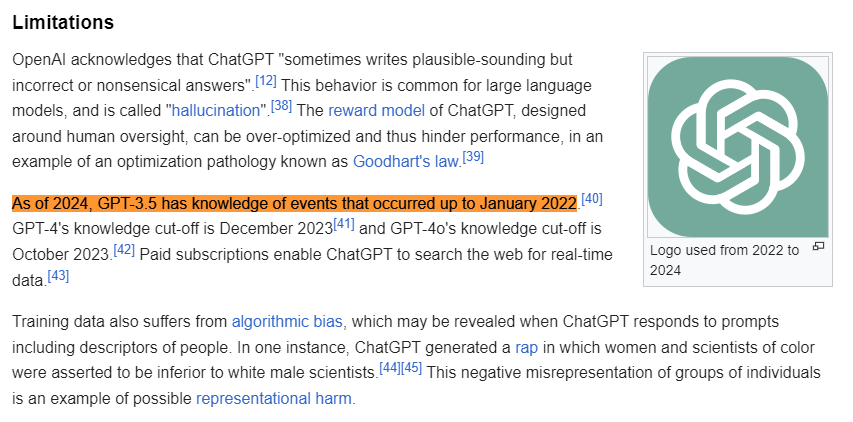 Limitations
OpenAI acknowledges that ChatGPT "sometimes writes plausible-sounding but
incorrect or nonsensical answers".[12] This behavior is common for large language
models, and is called "hallucination".[38] The reward model of ChatGPT, designed
around human oversight, can be over-optimized and thus hinder performance, in an
example of an optimization pathology known as Goodhart's law.[39]
As of 2024, GPT-3.5 has knowledge of events that occurred up to January 2022.[40]
GPT-4's knowledge cut-off is December 2023[41] and GPT-4o's knowledge cut-off is
October 2023.[42] Paid subscriptions enable ChatGPT to search the web for real-time
data.[43]
Logo used from 2022 to
2024
Training data also suffers from algorithmic bias, which may be revealed when ChatGPT responds to prompts
including descriptors of people. In one instance, ChatGPT generated a rap in which women and scientists of color
were asserted to be inferior to white male scientists.[44][45] This negative misrepresentation of groups of individuals
is an example of possible representational harm.